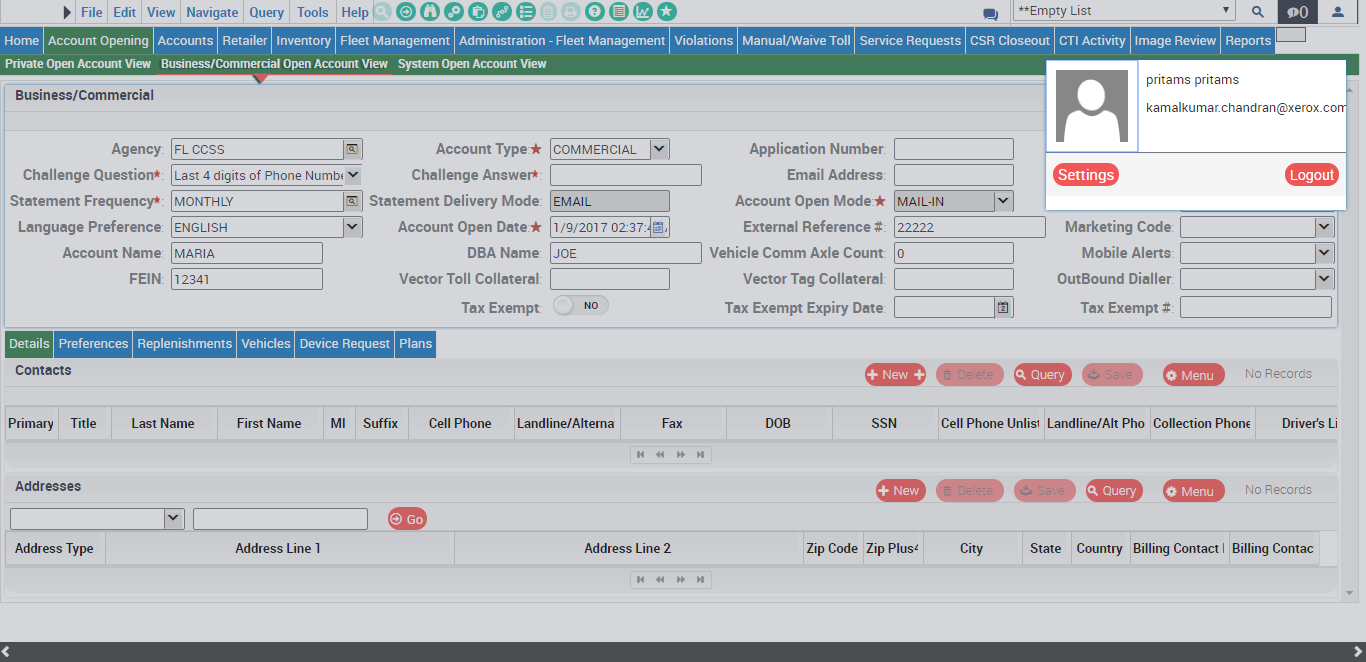 File Edit View Navigate Query Tools Help **Empty List 0
Home Account Opening Accounts Retailer Inventory Fleet Management Administration - Fleet Management Violations Manual/Waive Toll Service Requests CSR Closeout CTI Activity Image Review Reports
Private Open Account View Business/Commercial Open Account View System Open Account View
pritams pritams
kamalkumar.chandran@xerox.com
Settings Logout
Business/Commercial
Agency: FL CCSS Account Type:★ COMMERCIAL Application Number:
Challenge Question*: Last 4 digits of Phone Numbe Challenge Answer*: Email Address:
Statement Frequency*: MONTHLY Statement Delivery Mode: EMAIL Account Open Mode:★ MAIL-IN
Language Preference: ENGLISH Account Open Date:★ 1/9/2017 02:37:4 External Reference #: 22222 Marketing Code:
Account Name: MARIA DBA Name: JOE Vehicle Comm Axle Count: 0 Mobile Alerts:
FEIN: 12341 Vector Toll Collateral: Vector Tag Collateral: OutBound Dialler:
Tax Exempt: NO Tax Exempt Expiry Date: Tax Exempt #:
Details Preferences Replenishments Vehicles Device Request Plans
Contacts New Delete Query Save Menu No Records
Primary Title Last Name First Name MI Suffix Cell Phone Landline/Alterna Fax DOB SSN Cell Phone Unlist Landline/Alt Pho Collection Phone Driver's Li
Addresses New Delete Save Query Menu No Records
Go
Address Type Address Line 1 Address Line 2 Zip Code Zip Plus4 City State Country Billing Contact I Billing Contac